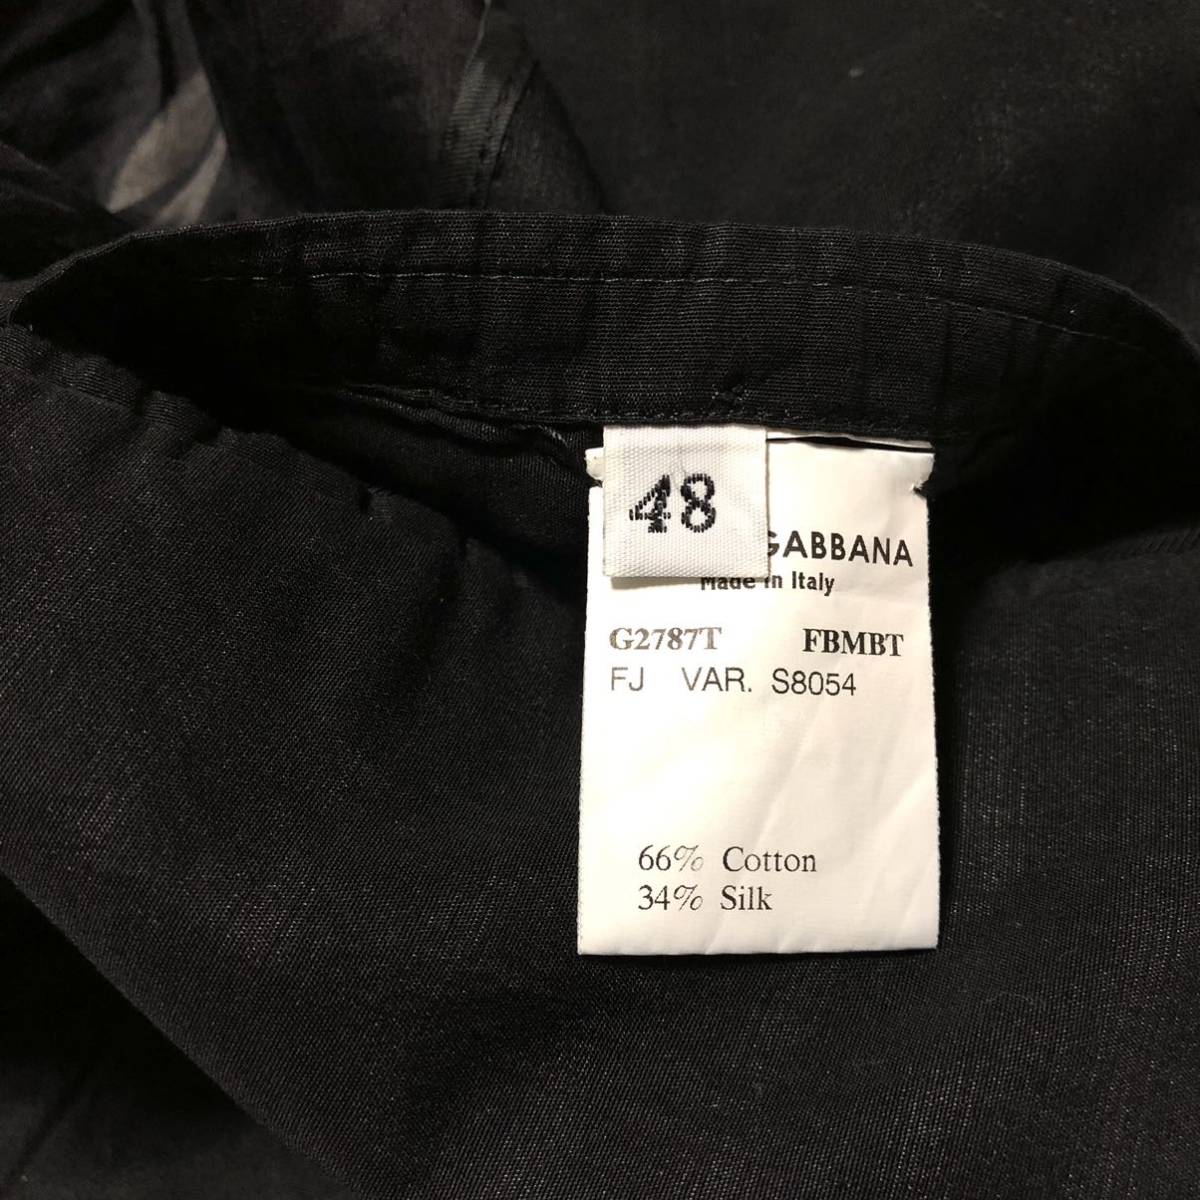 48
GABBANA
Made in Italy
G2787T FBMBT
FJ VAR. S8054
66% Cotton
34% Silk